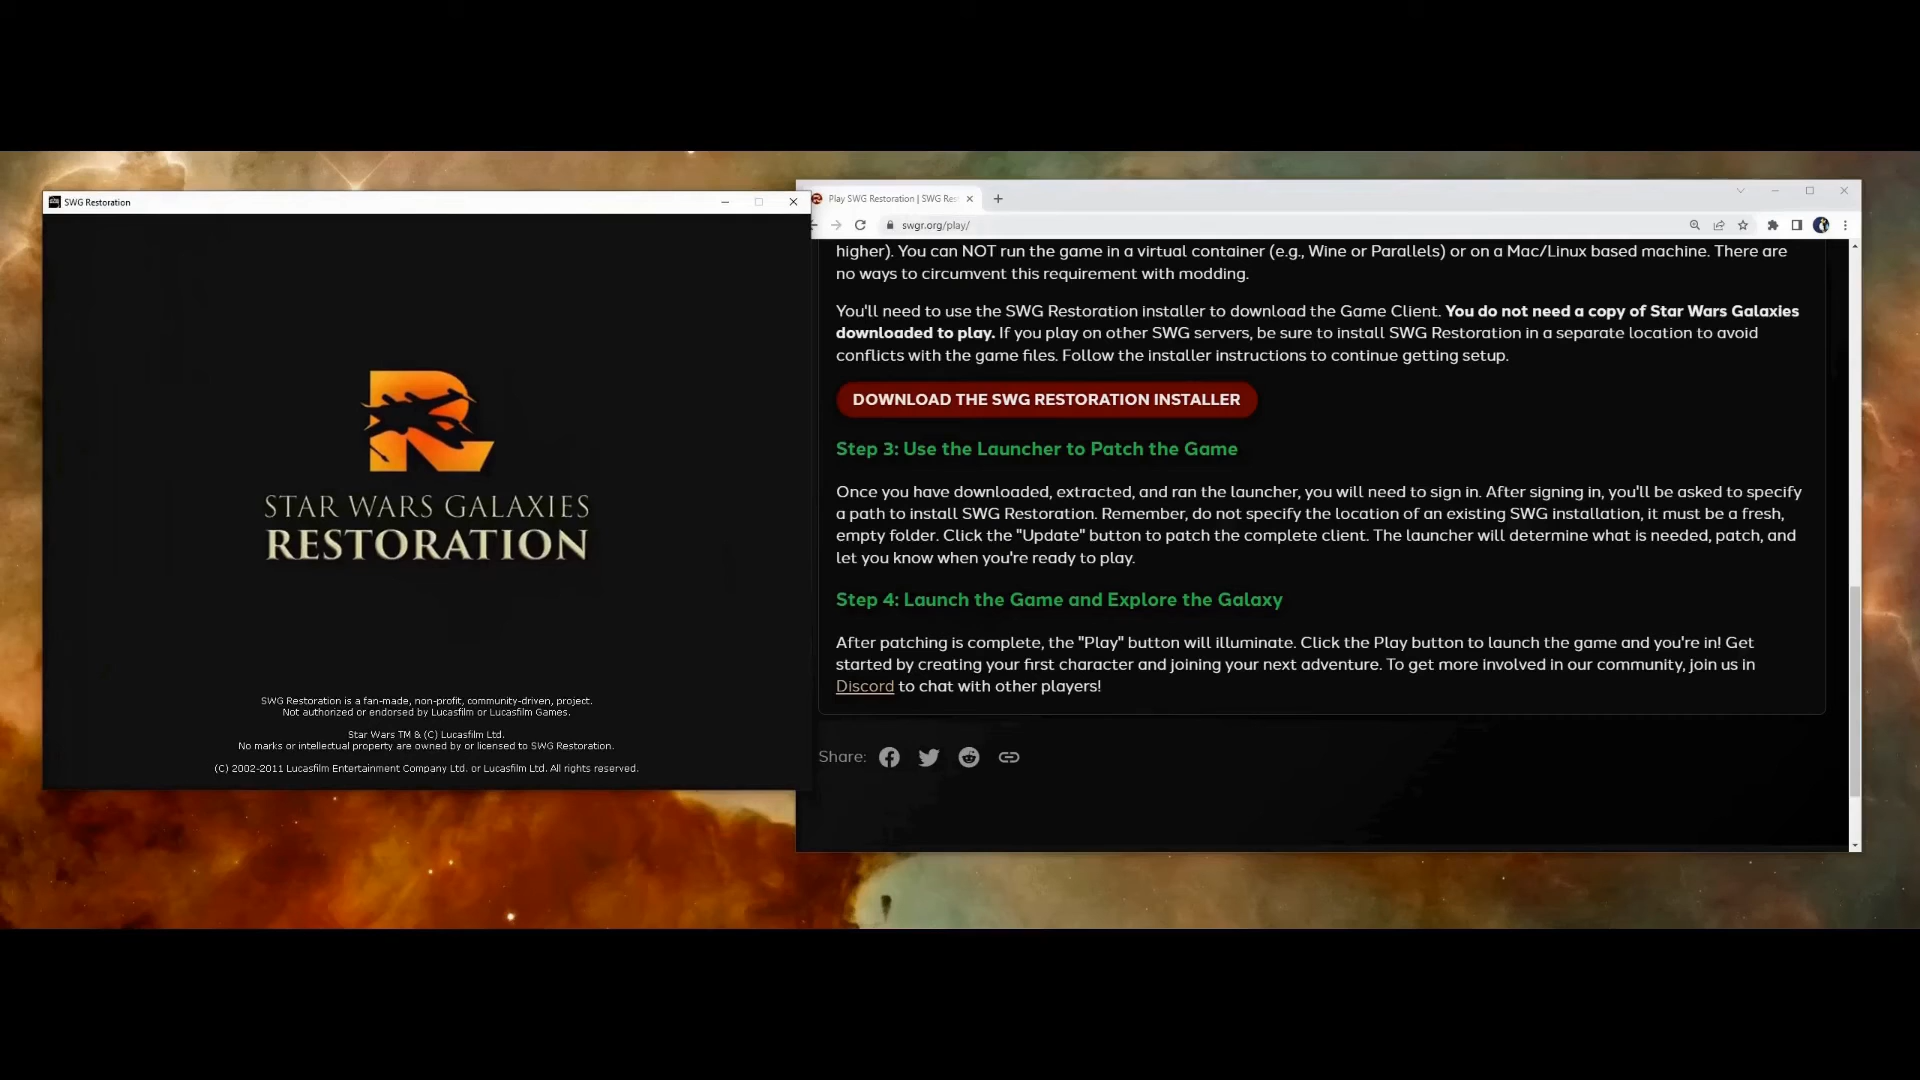 SWG Restoration
STAR WARS GALAXIES
RESTORATION
SWG Restoration is a fan-made, non-profit, community-driven, project.
Not authorized or endorsed by Lucasfilm or Lucasfilm Games.
Star Wars TM & (C) Lucasfilm Ltd.
No marks or intellectual property are owned by or licensed to SWG Restoration.
(C) 2002-2011 Lucasfilm Entertainment Company Ltd. or Lucasfilm Ltd. All rights reserved.
Play SWG Restoration | SWG Res
swgr.org/play/
higher). You can NOT run the game in a virtual container (e.g., Wine or Parallels) or on a Mac/Linux based machine. There are
no ways to circumvent this requirement with modding.
You'll need to use the SWG Restoration installer to download the Game Client. You do not need a copy of Star Wars Galaxies
downloaded to play. If you play on other SWG servers, be sure to install SWG Restoration in a separate location to avoid
conflicts with the game files. Follow the installer instructions to continue getting setup.
DOWNLOAD THE SWG RESTORATION INSTALLER
Step 3: Use the Launcher to Patch the Game
Once you have downloaded, extracted, and ran the launcher, you will need to sign in. After signing in, you'll be asked to specify
a path to install SWG Restoration. Remember, do not specify the location of an existing SWG installation, it must be a fresh,
empty folder. Click the "Update" button to patch the complete client. The launcher will determine what is needed, patch, and
let you know when you're ready to play.
Step 4: Launch the Game and Explore the Galaxy
After patching is complete, the "Play" button will illuminate. Click the Play button to launch the game and you're in! Get
started by creating your first character and joining your next adventure. To get more involved in our community, join us in
Discord to chat with other players!
Share: